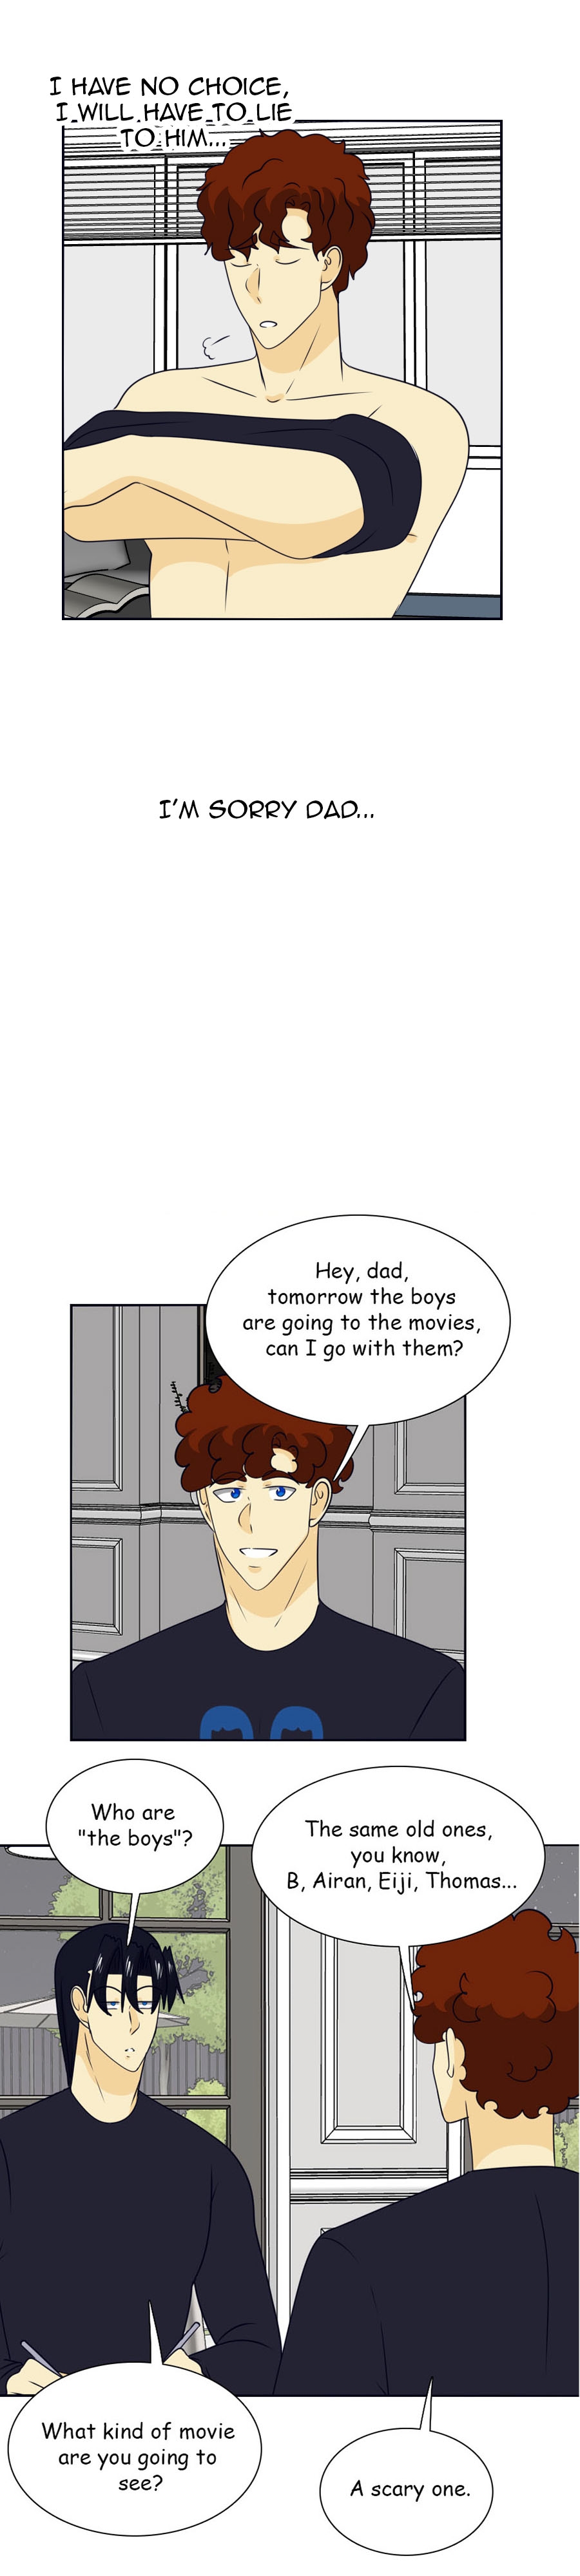 I HAVE NO CHOICE,
I WILL HAVE TO LIE
TO HIM...
I'M SORRY DAD...
Hey, dad,
tomorrow the boys
are going to the movies,
can I go with them?
Who are
"the boys"?
The same old ones,
you know,
B, Airan, Eiji, Thomas...
What kind of movie
are you going to
see?
A scary one.